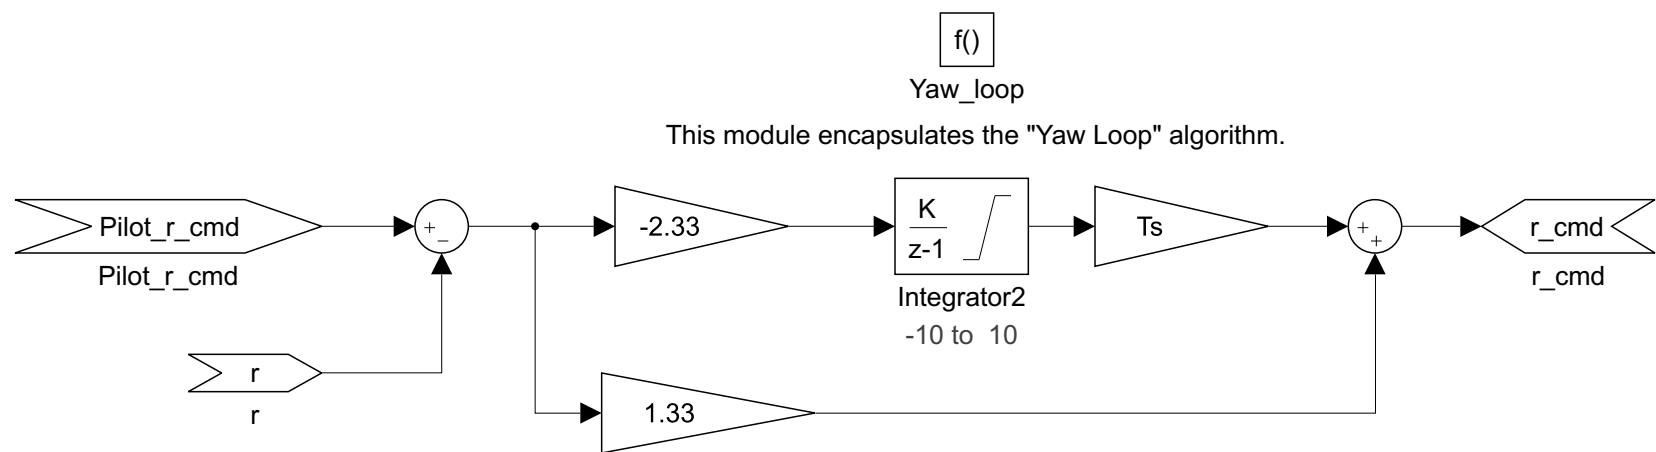 f()
Yaw_loop
This module encapsulates the "Yaw Loop" algorithm.
Pilot_r_cmd
Pilot_r_cmd
+
−
-2.33
K
z-1
Integrator2
-10 to  10
Ts
+
+
r_cmd
r_cmd
r
r
1.33